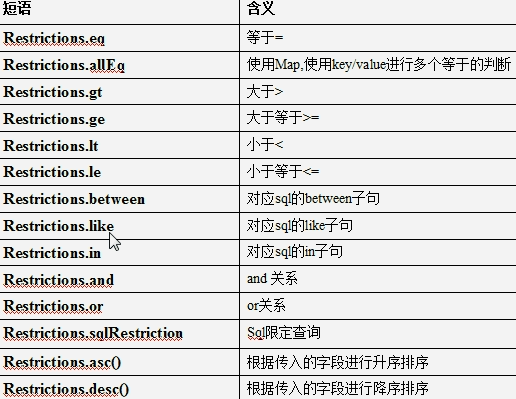 短语 含义
Restrictions.eq 等于=
Restrictions.allEq 使用Map,使用key/value进行多个等于的判断
Restrictions.gt 大于>
Restrictions.ge 大于等于>=
Restrictions.lt 小于<
Restrictions.le 小于等于<=
Restrictions.between 对应sql的between子句
Restrictions.like 对应sql的like子句
Restrictions.in 对应sql的in子句
Restrictions.and and 关系
Restrictions.or or关系
Restrictions.sqlRestriction Sql限定查询
Restrictions.asc() 根据传入的字段进行升序排序
Restrictions.desc() 根据传入的字段进行降序排序